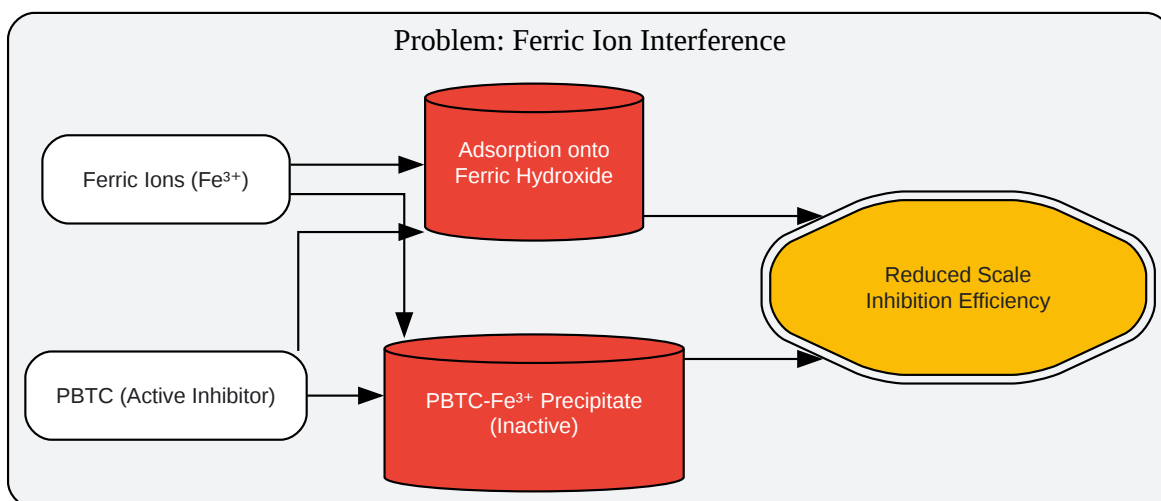 Problem: Ferric Ion Interference
Adsorption onto
Ferric Hydroxide
Ferric Ions (Fe³⁺)
Reduced Scale
Inhibition Efficiency
PBTC (Active Inhibitor)
PBTC-Fe³⁺ Precipitate
(Inactive)